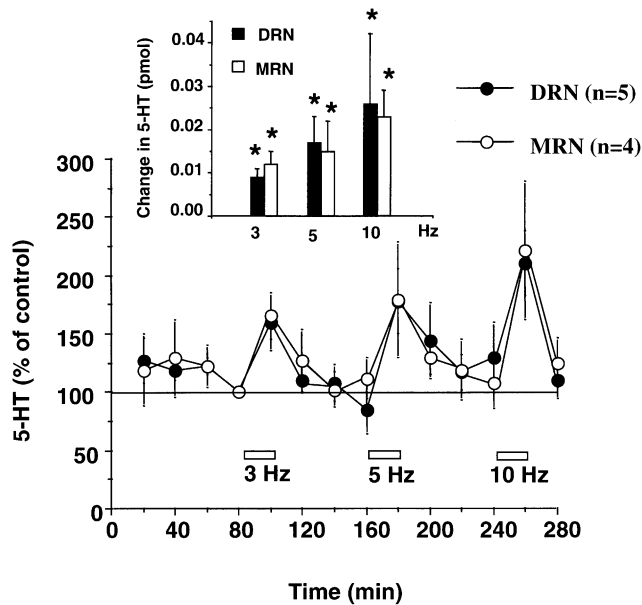 0.04
0.03
0.02
0.01
0.00
Change in 5-HT (pmol)
DRN
MRN
*
*
*
*
*
*
3
5
10
Hz
DRN (n=5)
MRN (n=4)
300
250
200
150
100
50
0
5-HT (% of control)
3 Hz
5 Hz
10 Hz
0
40
80
120
160
200
240
280
Time (min)